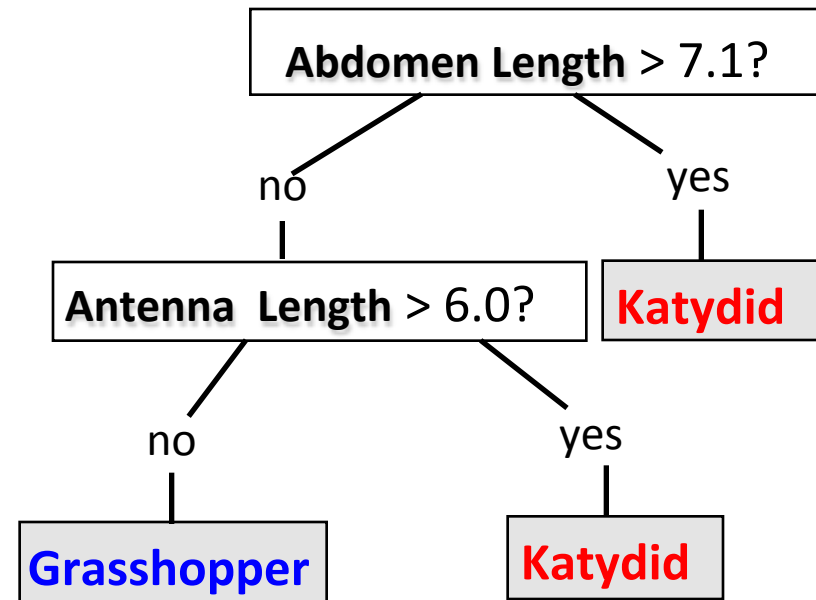 Abdomen Length > 7.1?
no
yes
Antenna Length > 6.0?
Katydid
no
yes
Grasshopper
Katydid